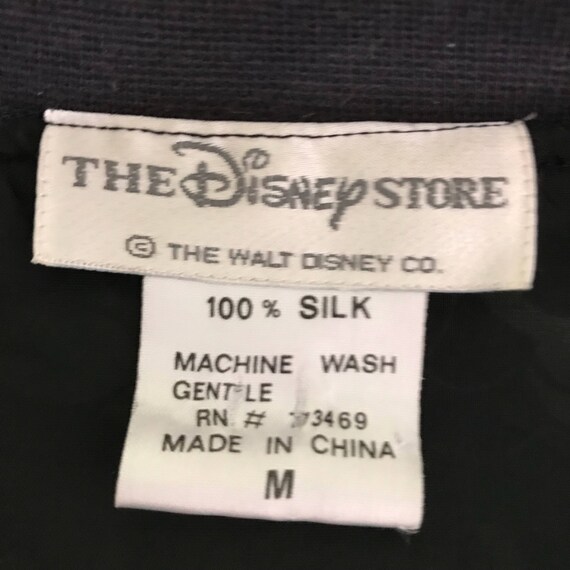 THE DISNEY STORE
© THE WALT DISNEY CO.
100 % SILK
MACHINE WASH
GENTLE
RN #
MADE IN CHINA
M